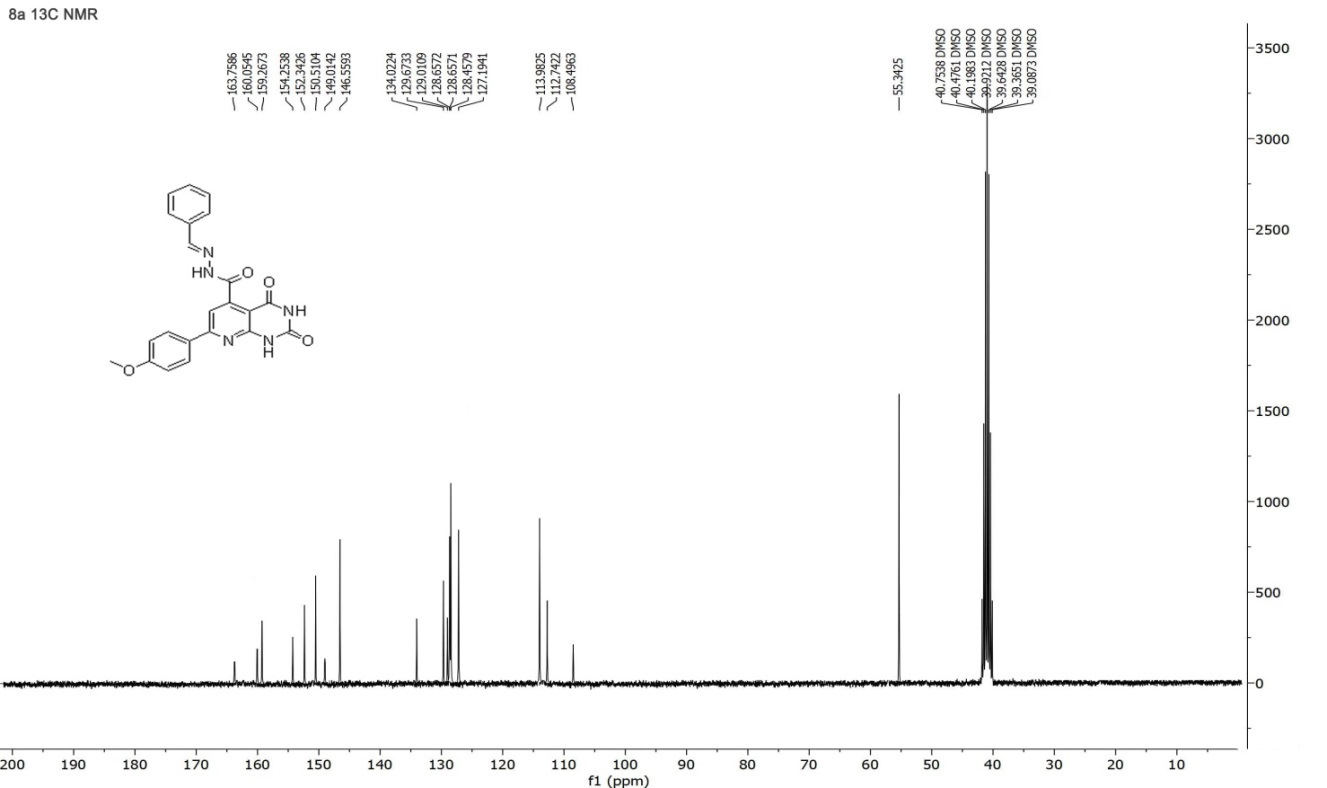 8a 13C NMR
163.7586
160.0545
159.2673
154.2538
152.3426
150.5104
149.0142
146.5593
134.0224
129.6733
129.0109
128.6572
128.6571
128.4579
127.1941
113.9825
112.7422
108.4963
55.3425
40.7538 DMSO
40.4761 DMSO
40.1983 DMSO
39.9212 DMSO
39.6428 DMSO
39.3651 DMSO
39.0873 DMSO
3500
3000
2500
2000
1500
1000
500
0
N
HN
O
O
NH
O
N
N
H
O
200 190 180 170 160 150 140 130 120 110 100 90 80 70 60 50 40 30 20 10
f1 (ppm)